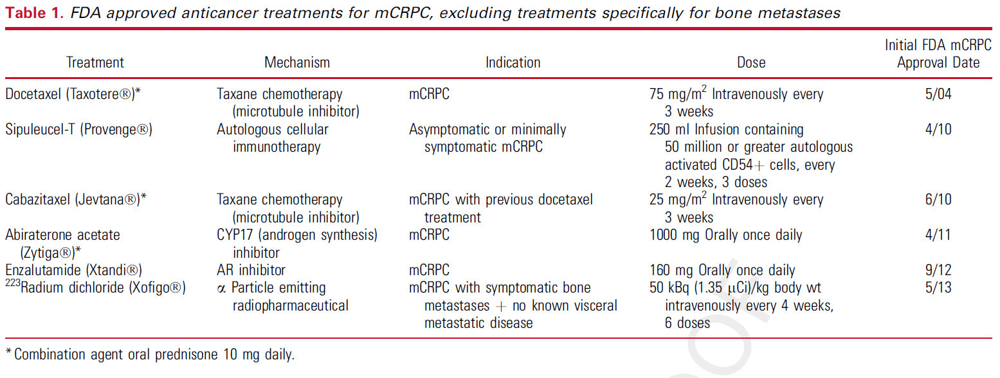 Table 1. FDA approved anticancer treatments for mCRPC, excluding treatments specifically for bone metastases
Treatment Mechanism Indication Dose Initial FDA mCRPC Approval Date
Docetaxel (Taxotere®)* Taxane chemotherapy (microtubule inhibitor) mCRPC 75 mg/m² Intravenously every 3 weeks 5/04
Sipuleucel-T (Provenge®) Autologous cellular immunotherapy Asymptomatic or minimally symptomatic mCRPC 250 ml Infusion containing 50 million or greater autologous activated CD54+ cells, every 2 weeks, 3 doses 4/10
Cabazitaxel (Jevtana®)* Taxane chemotherapy (microtubule inhibitor) mCRPC with previous docetaxel treatment 25 mg/m² Intravenously every 3 weeks 6/10
Abiraterone acetate (Zytiga®)* CYP17 (androgen synthesis) inhibitor mCRPC 1000 mg Orally once daily 4/11
Enzalutamide (Xtandi®) AR inhibitor mCRPC 160 mg Orally once daily 9/12
²²³Radium dichloride (Xofigo®) α Particle emitting radiopharmaceutical mCRPC with symptomatic bone metastases + no known visceral metastatic disease 50 kBq (1.35 μCi)/kg body wt intravenously every 4 weeks, 6 doses 5/13
* Combination agent oral prednisone 10 mg daily.
OOF